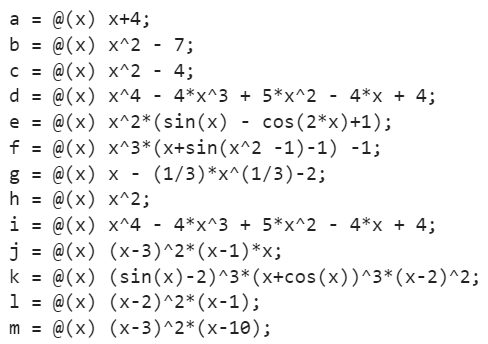 a = @(x) x+4;
b = @(x) x^2 - 7;
c = @(x) x^2 - 4;
d = @(x) x^4 - 4*x^3 + 5*x^2 - 4*x + 4;
e = @(x) x^2*(sin(x) - cos(2*x)+1);
f = @(x) x^3*(x+sin(x^2 -1)-1) -1;
g = @(x) x - (1/3)*x^(1/3)-2;
h = @(x) x^2;
i = @(x) x^4 - 4*x^3 + 5*x^2 - 4*x + 4;
j = @(x) (x-3)^2*(x-1)*x;
k = @(x) (sin(x)-2)^3*(x+cos(x))^3*(x-2)^2;
l = @(x) (x-2)^2*(x-1);
m = @(x) (x-3)^2*(x-10);